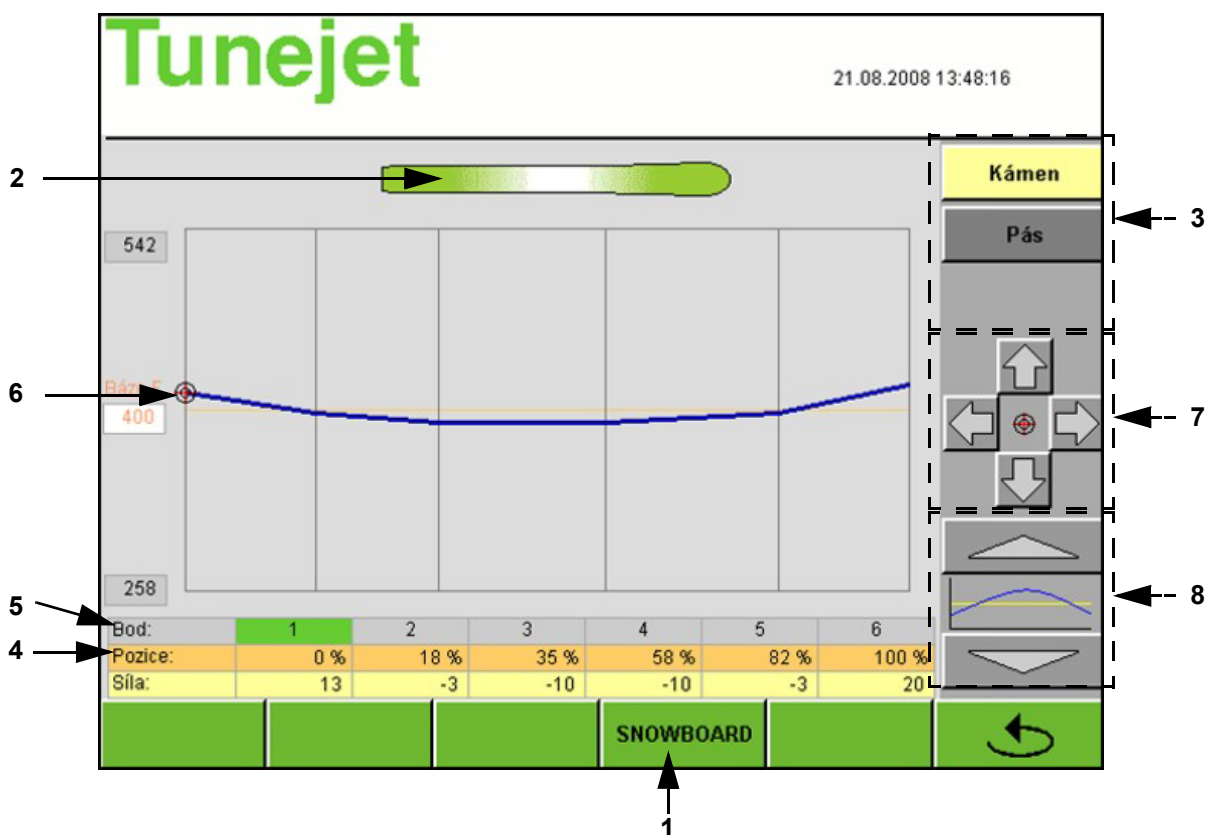 Tunejet
21.08.2008 13:48:16
2
Kámen
3
Pás
542
6
400
7
258
8
5
Bod: 1 2 3 4 5 6
4
Pozice: 0 % 18 % 35 % 58 % 82 % 100 %
Síla: 13 -3 -10 -10 -3 20
SNOWBOARD
1